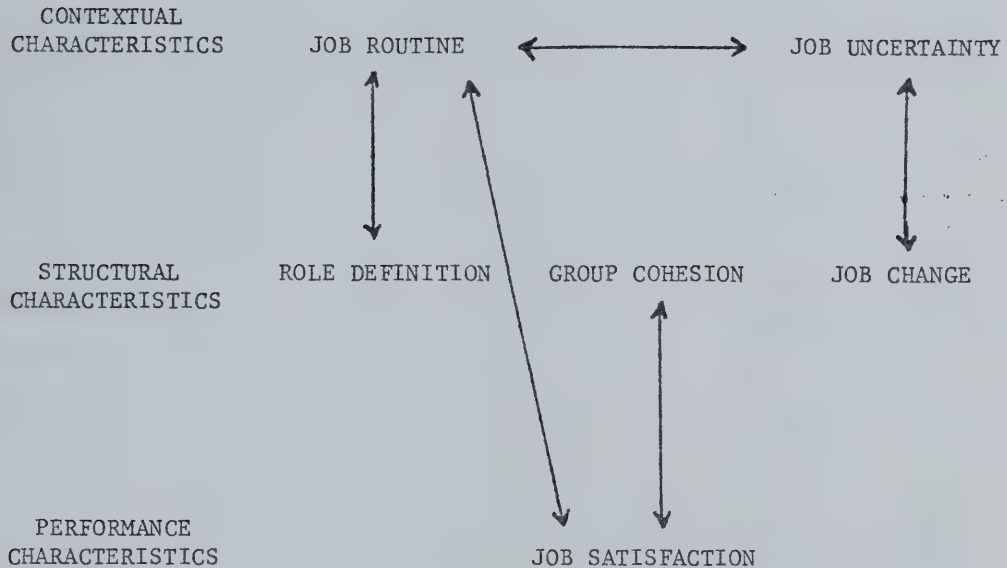 CONTEXTUAL
CHARACTERISTICS
JOB ROUTINE
JOB UNCERTAINTY
STRUCTURAL
CHARACTERISTICS
ROLE DEFINITION
GROUP COHESION
JOB CHANGE
PERFORMANCE
CHARACTERISTICS
JOB SATISFACTION